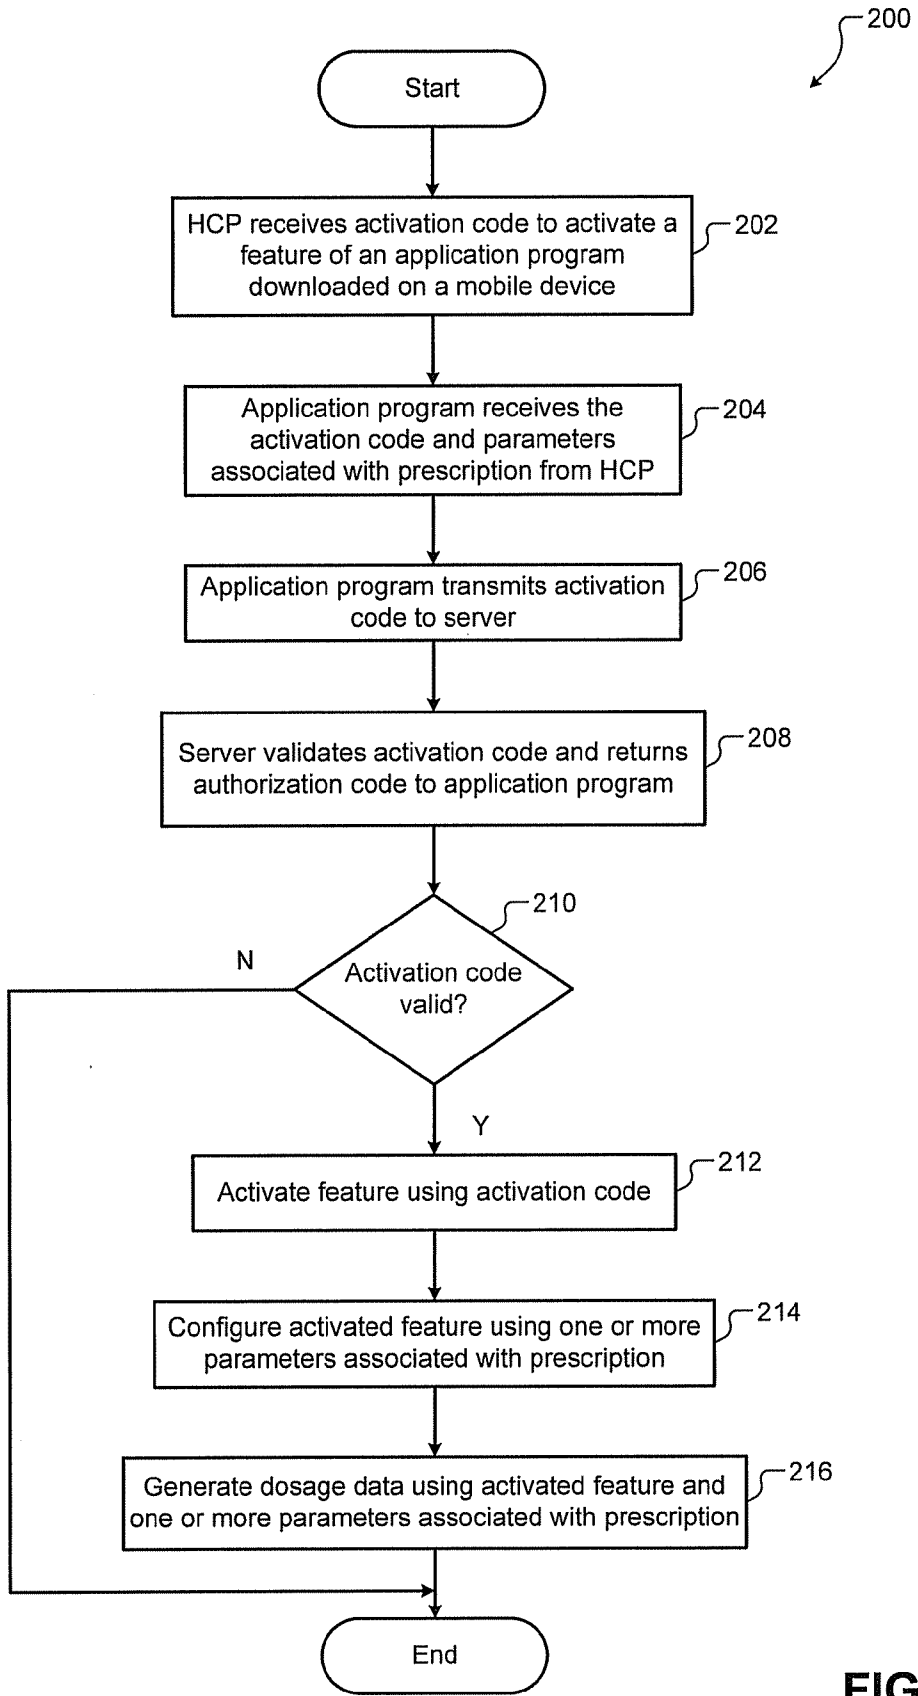 200
Start
HCP receives activation code to activate a
feature of an application program
downloaded on a mobile device
202
Application program receives the
activation code and parameters
associated with prescription from HCP
204
Application program transmits activation
code to server
206
Server validates activation code and returns
authorization code to application program
208
210
Activation code
valid?
N
Y
Activate feature using activation code
212
Configure activated feature using one or more
parameters associated with prescription
214
Generate dosage data using activated feature and
one or more parameters associated with prescription
216
End
FIG